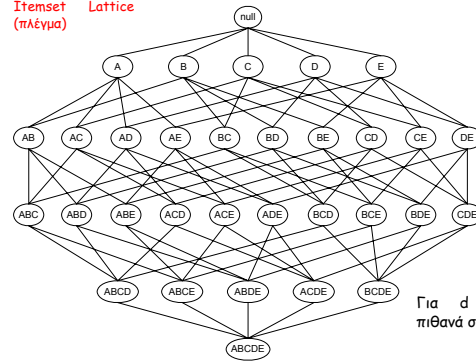 Itemset Lattice
(πλέγμα)
null
A B C D E
AB AC AD AE BC BD BE CD CE DE
ABC ABD ABE ACD ACE ADE BCD BCE BDE CDE
ABCD ABCE ABDE ACDE BCDE
Για d
πιθανά
ABCDE